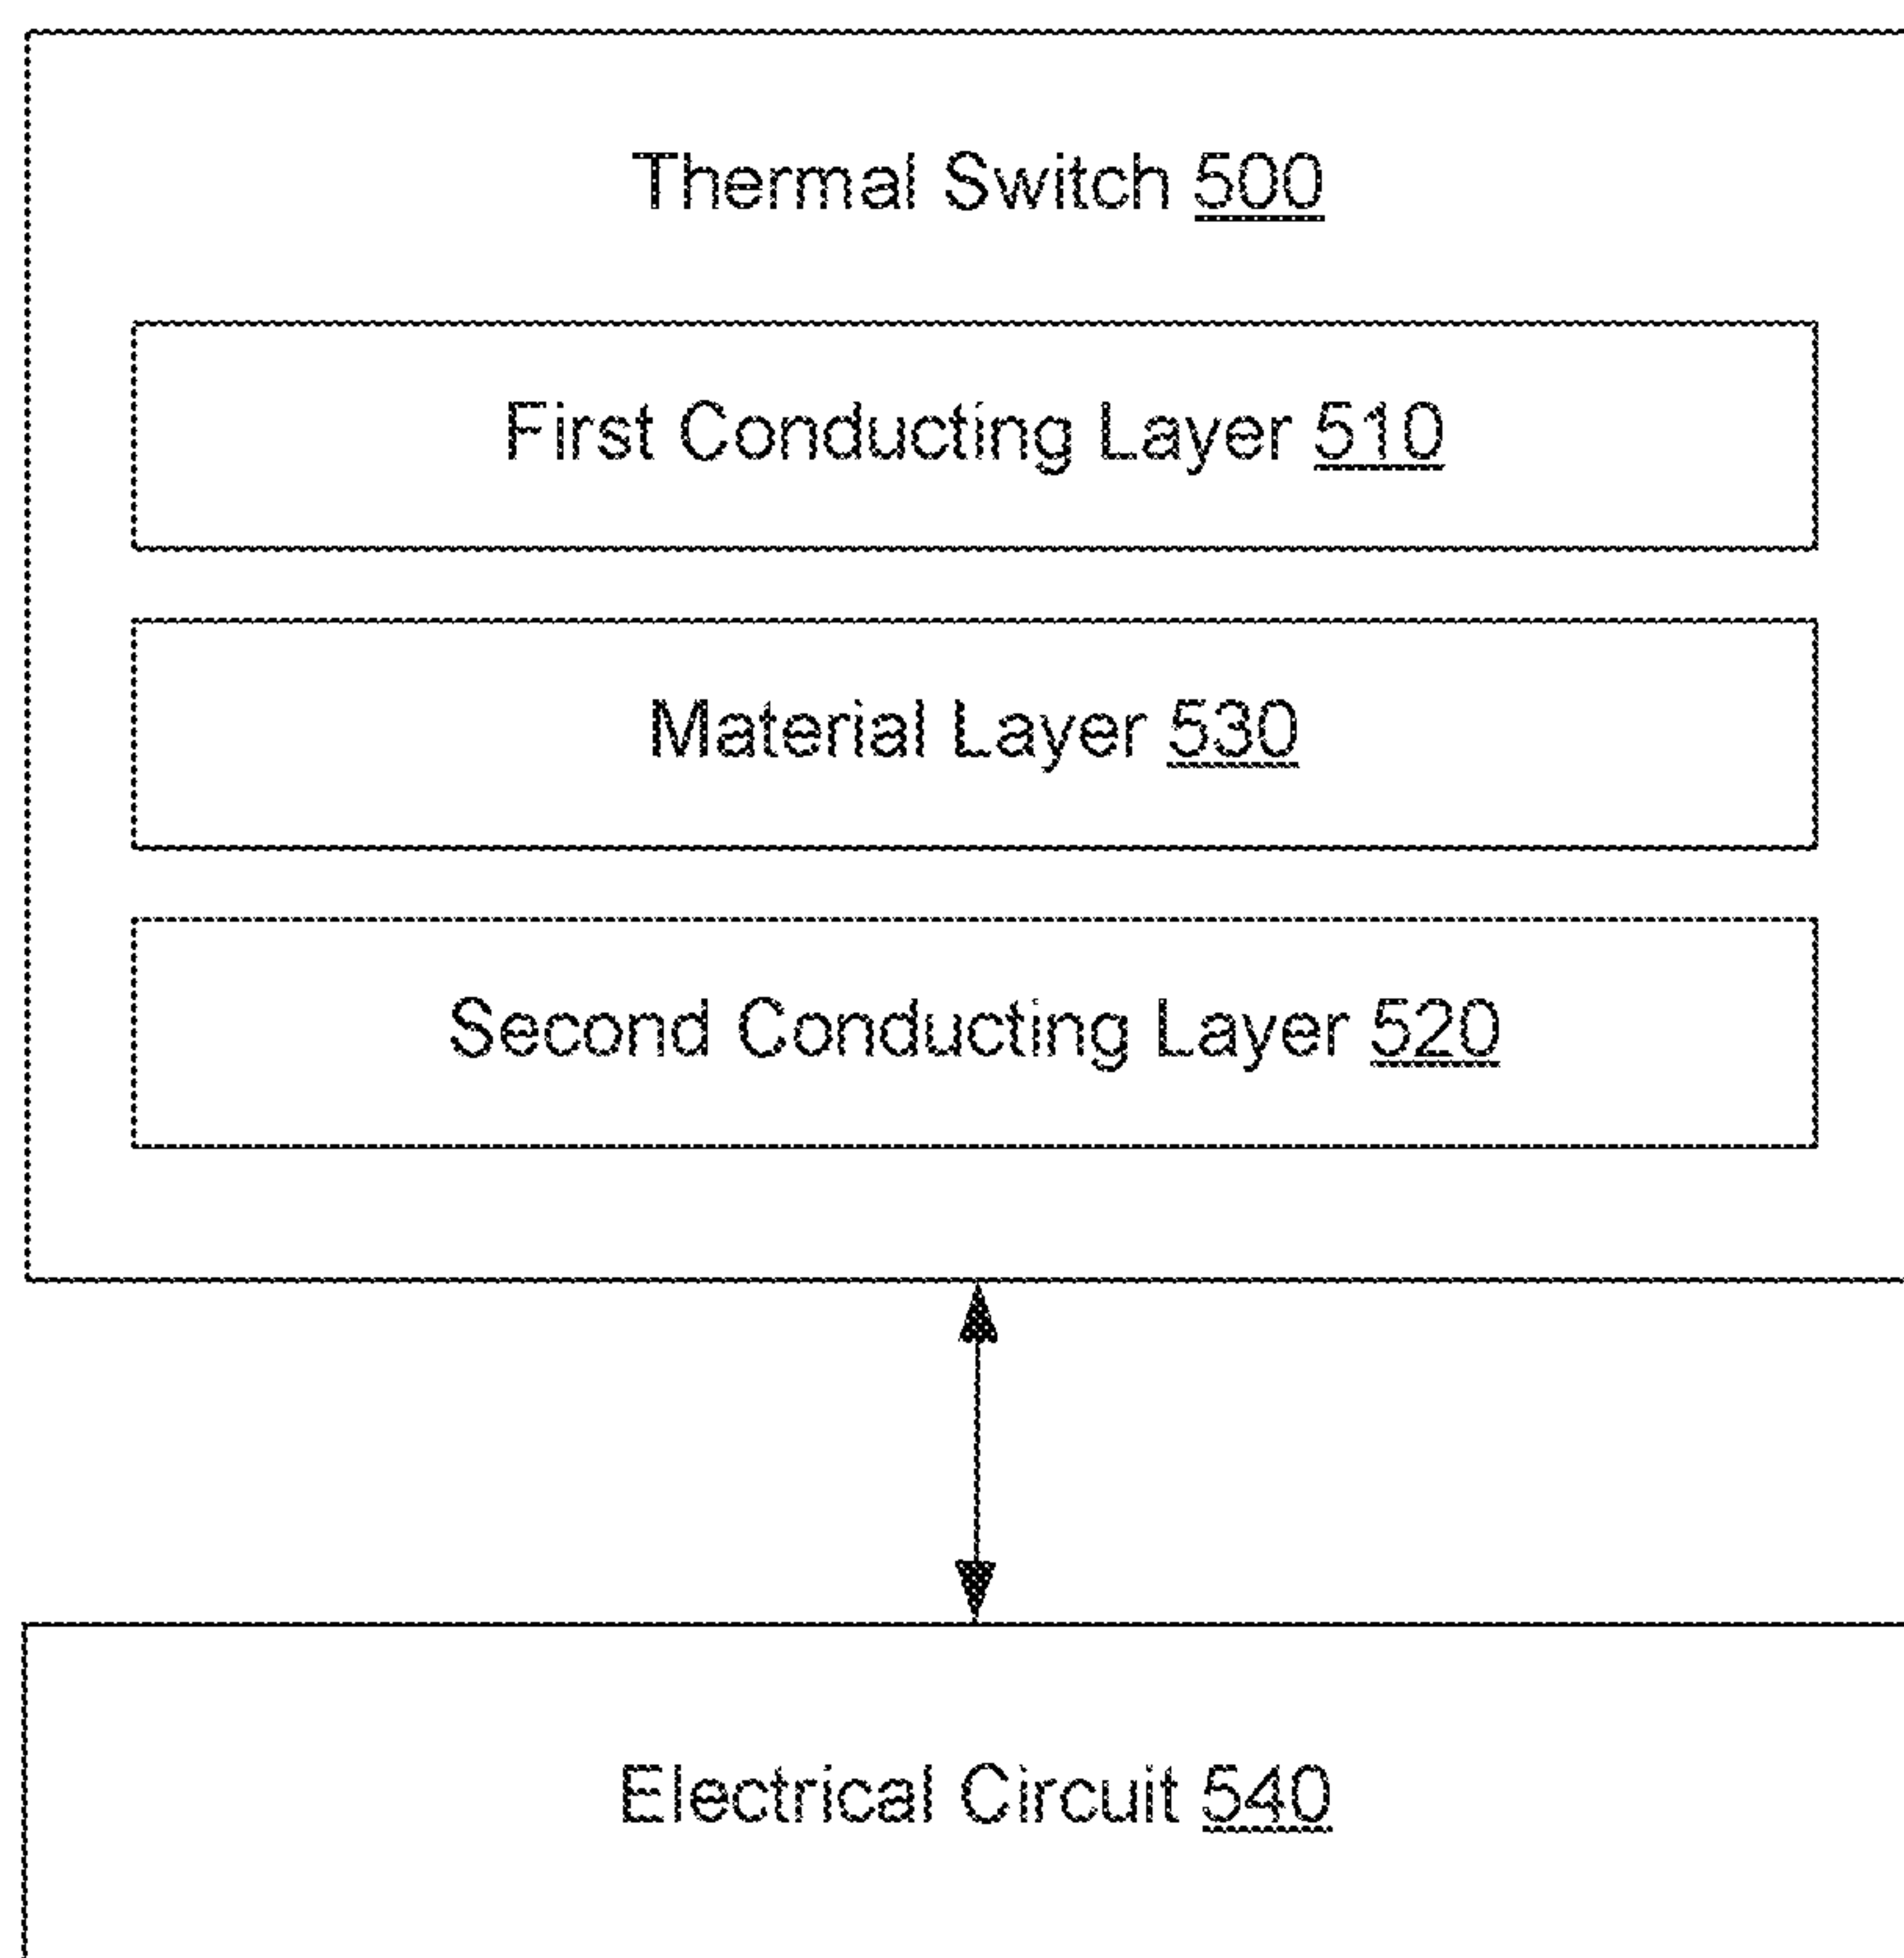 Thermal Switch 500
First Conducting Layer 510
Material Layer 530
Second Conducting Layer 520
Electrical Circuit 540